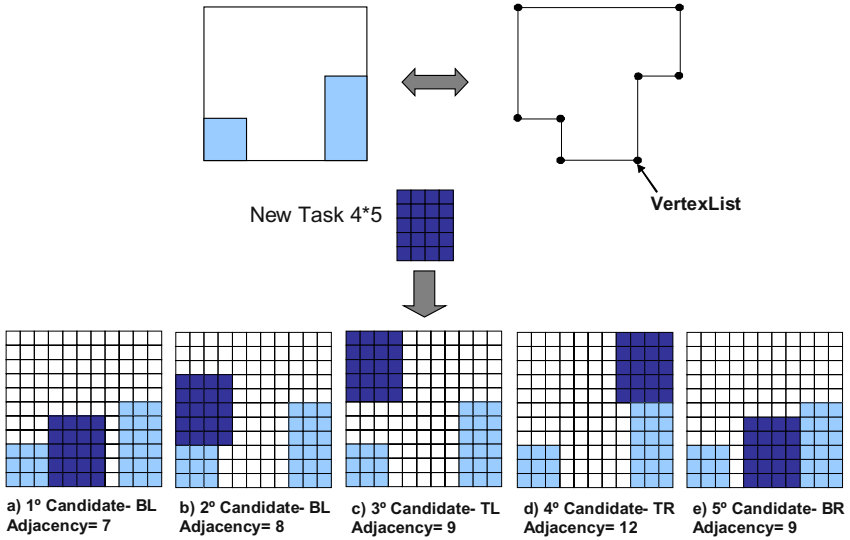 VertexList
New Task 4*5
a) 1º Candidate- BL
Adjacency= 7
b) 2º Candidate- BL
Adjacency= 8
c) 3º Candidate- TL
Adjacency= 9
d) 4º Candidate- TR
Adjacency= 12
e) 5º Candidate- BR
Adjacency= 9